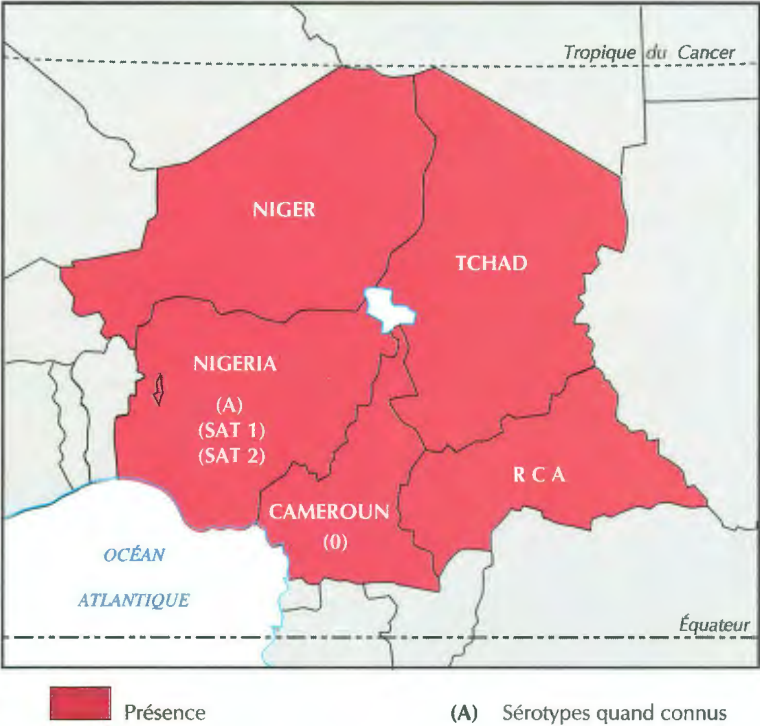 Tropique du Cancer
NIGER
TCHAD
NIGERIA
(A)
(SAT 1)
(SAT 2)
R C A
CAMEROUN
(0)
OCÉAN
ATLANTIQUE
Équateur
Présence
(A) Sérotypes quand connus